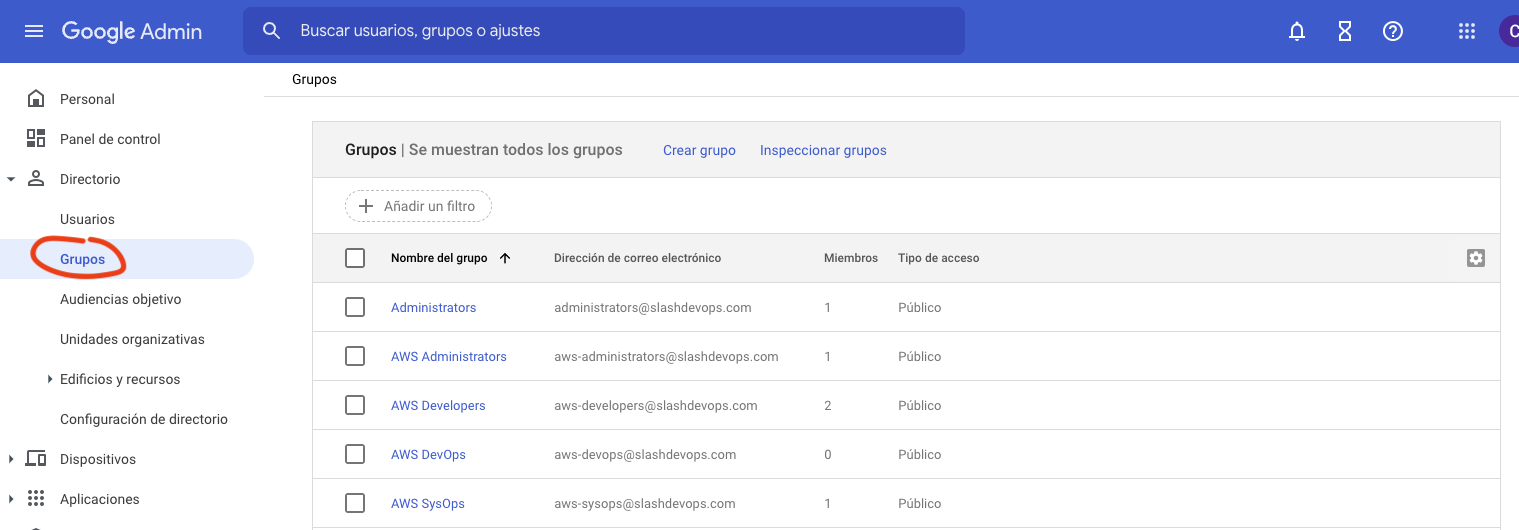 Google Admin
Buscar usuarios, grupos o ajustes
C
Grupos
Personal
Panel de control
Directorio
Usuarios
Grupos
Audiencias objetivo
Unidades organizativas
Edificios y recursos
Configuración de directorio
Dispositivos
Aplicaciones
Grupos | Se muestran todos los grupos Crear grupo Inspeccionar grupos
Añadir un filtro
Nombre del grupo Dirección de correo electrónico Miembros Tipo de acceso
Administrators administrators@slashdevops.com 1 Público
AWS Administrators aws-administrators@slashdevops.com 1 Público
AWS Developers aws-developers@slashdevops.com 2 Público
AWS DevOps aws-devops@slashdevops.com 0 Público
AWS SysOps aws-sysops@slashdevops.com 1 Público